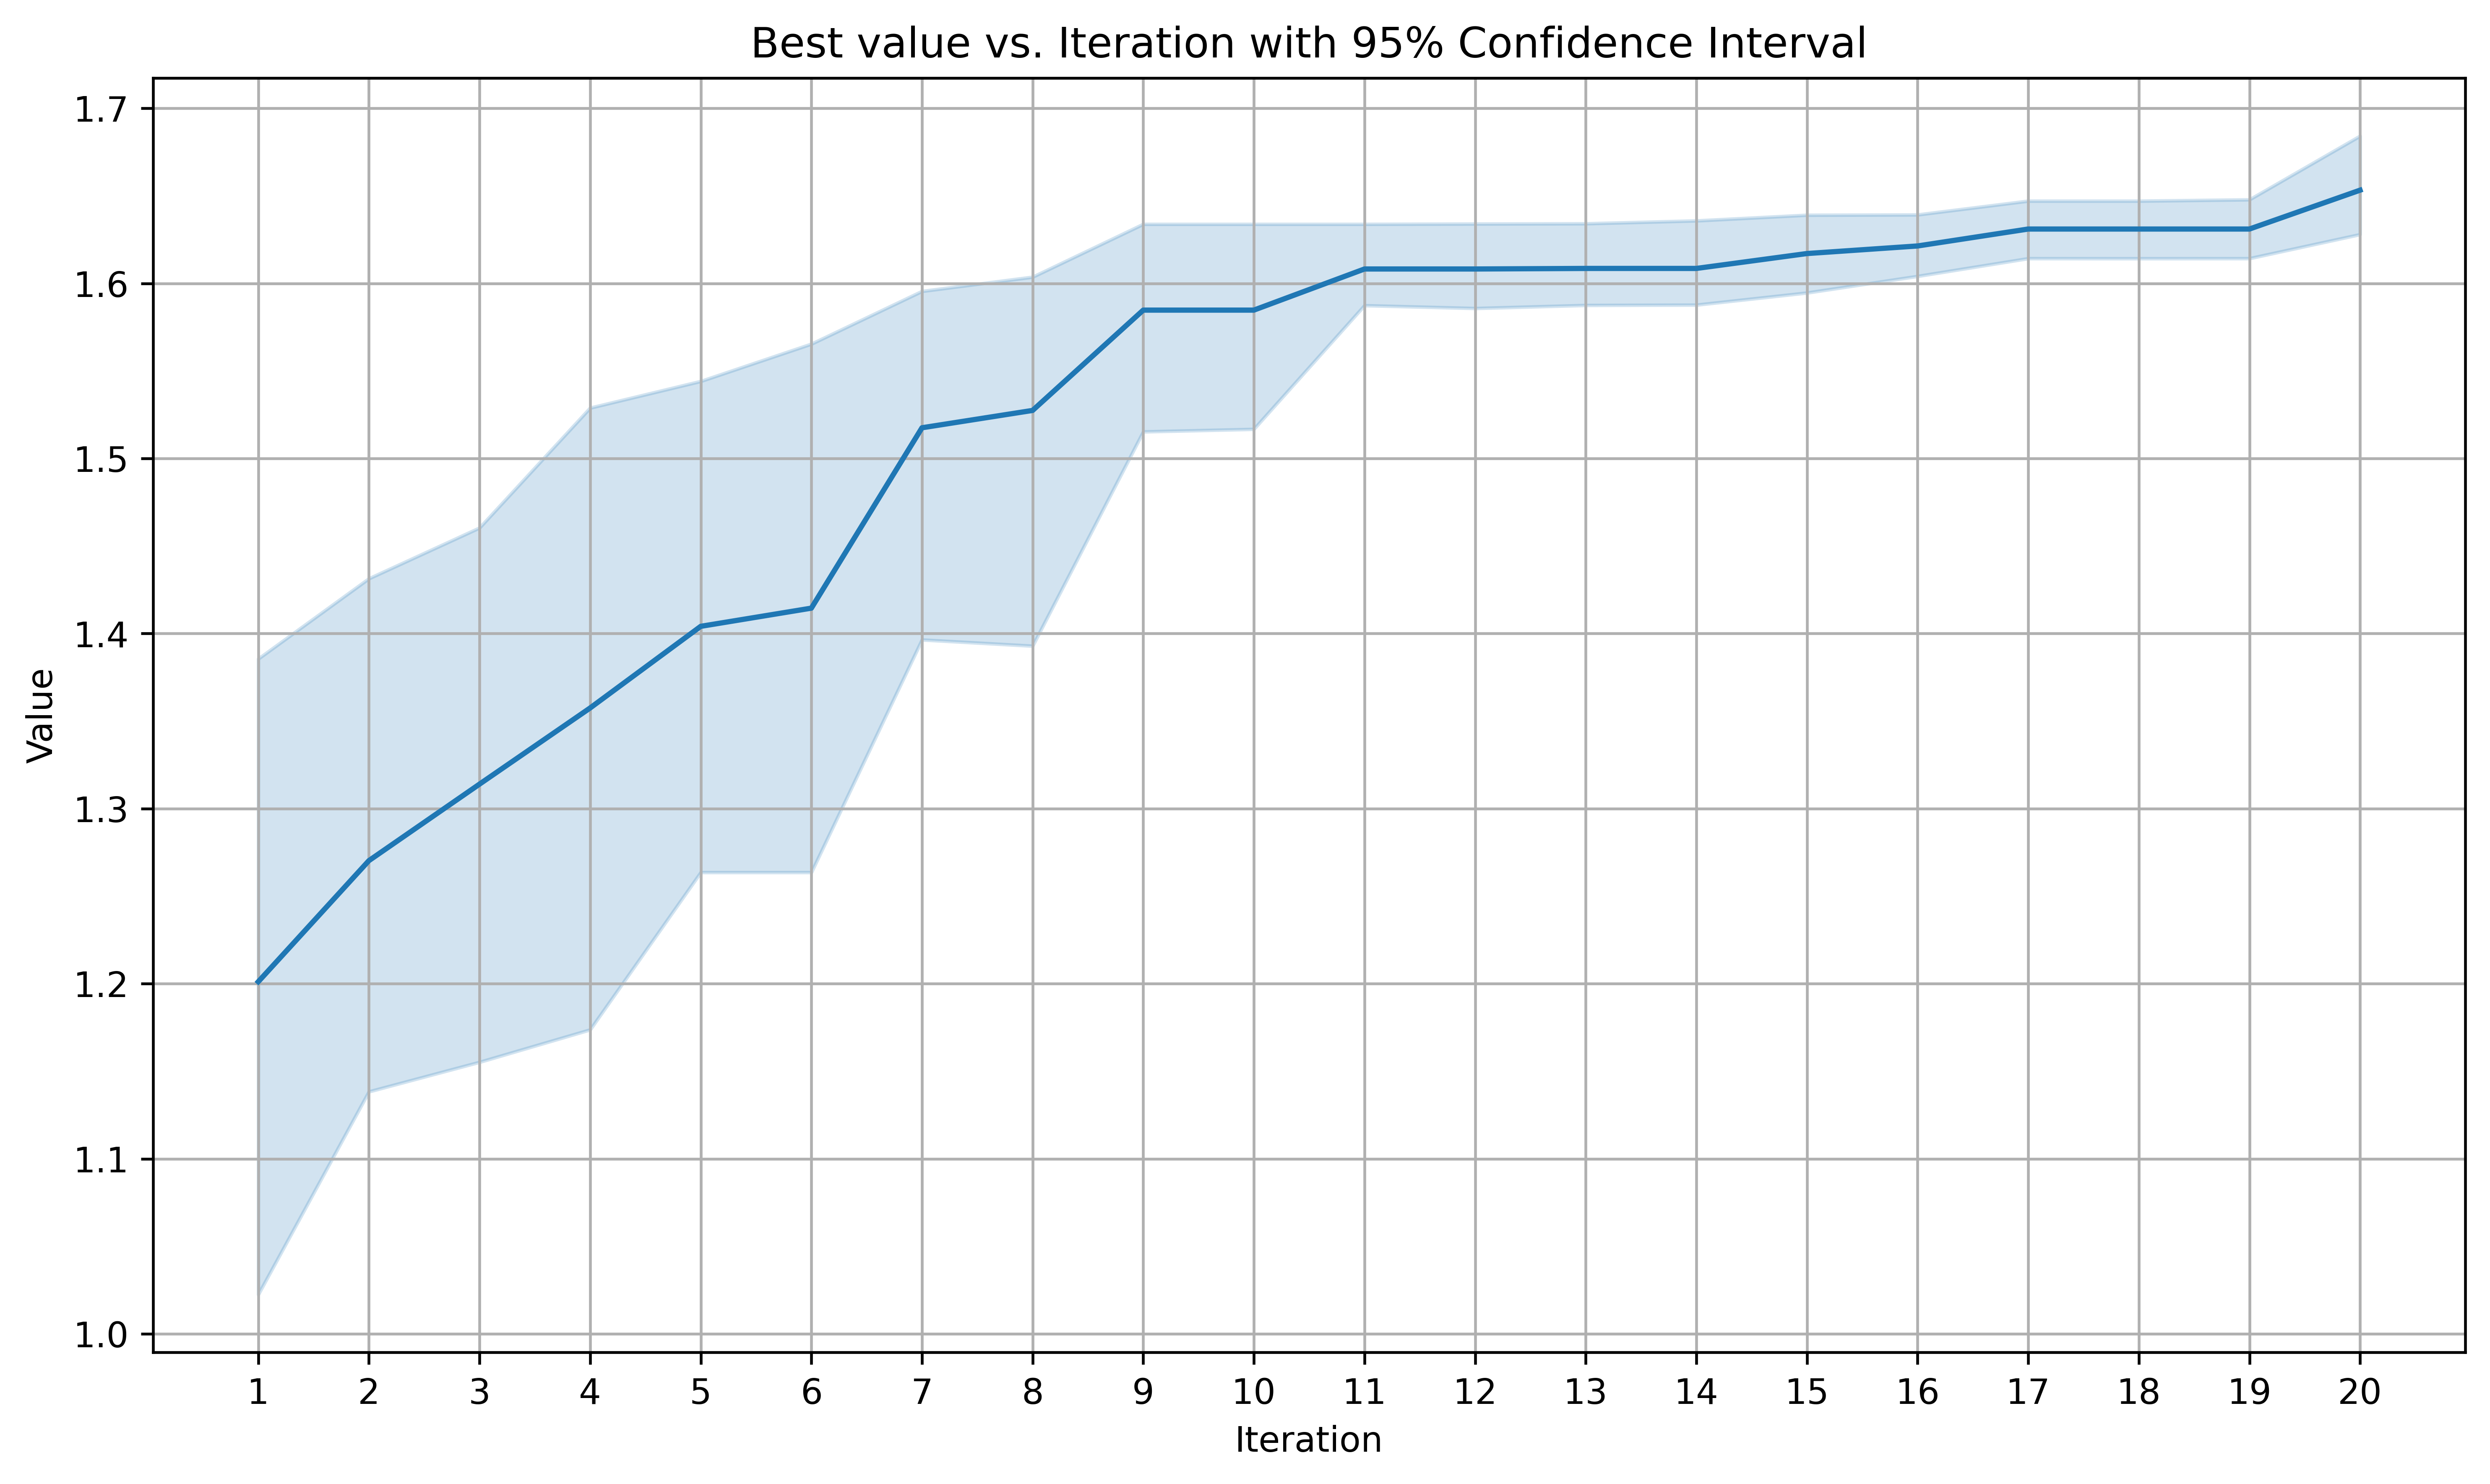 Best value vs. Iteration with 95% Confidence Interval
Value
1.7
1.6
1.5
1.4
1.3
1.2
1.1
1.0
1 2 3 4 5 6 7 8 9 10 11 12 13 14 15 16 17 18 19 20
Iteration